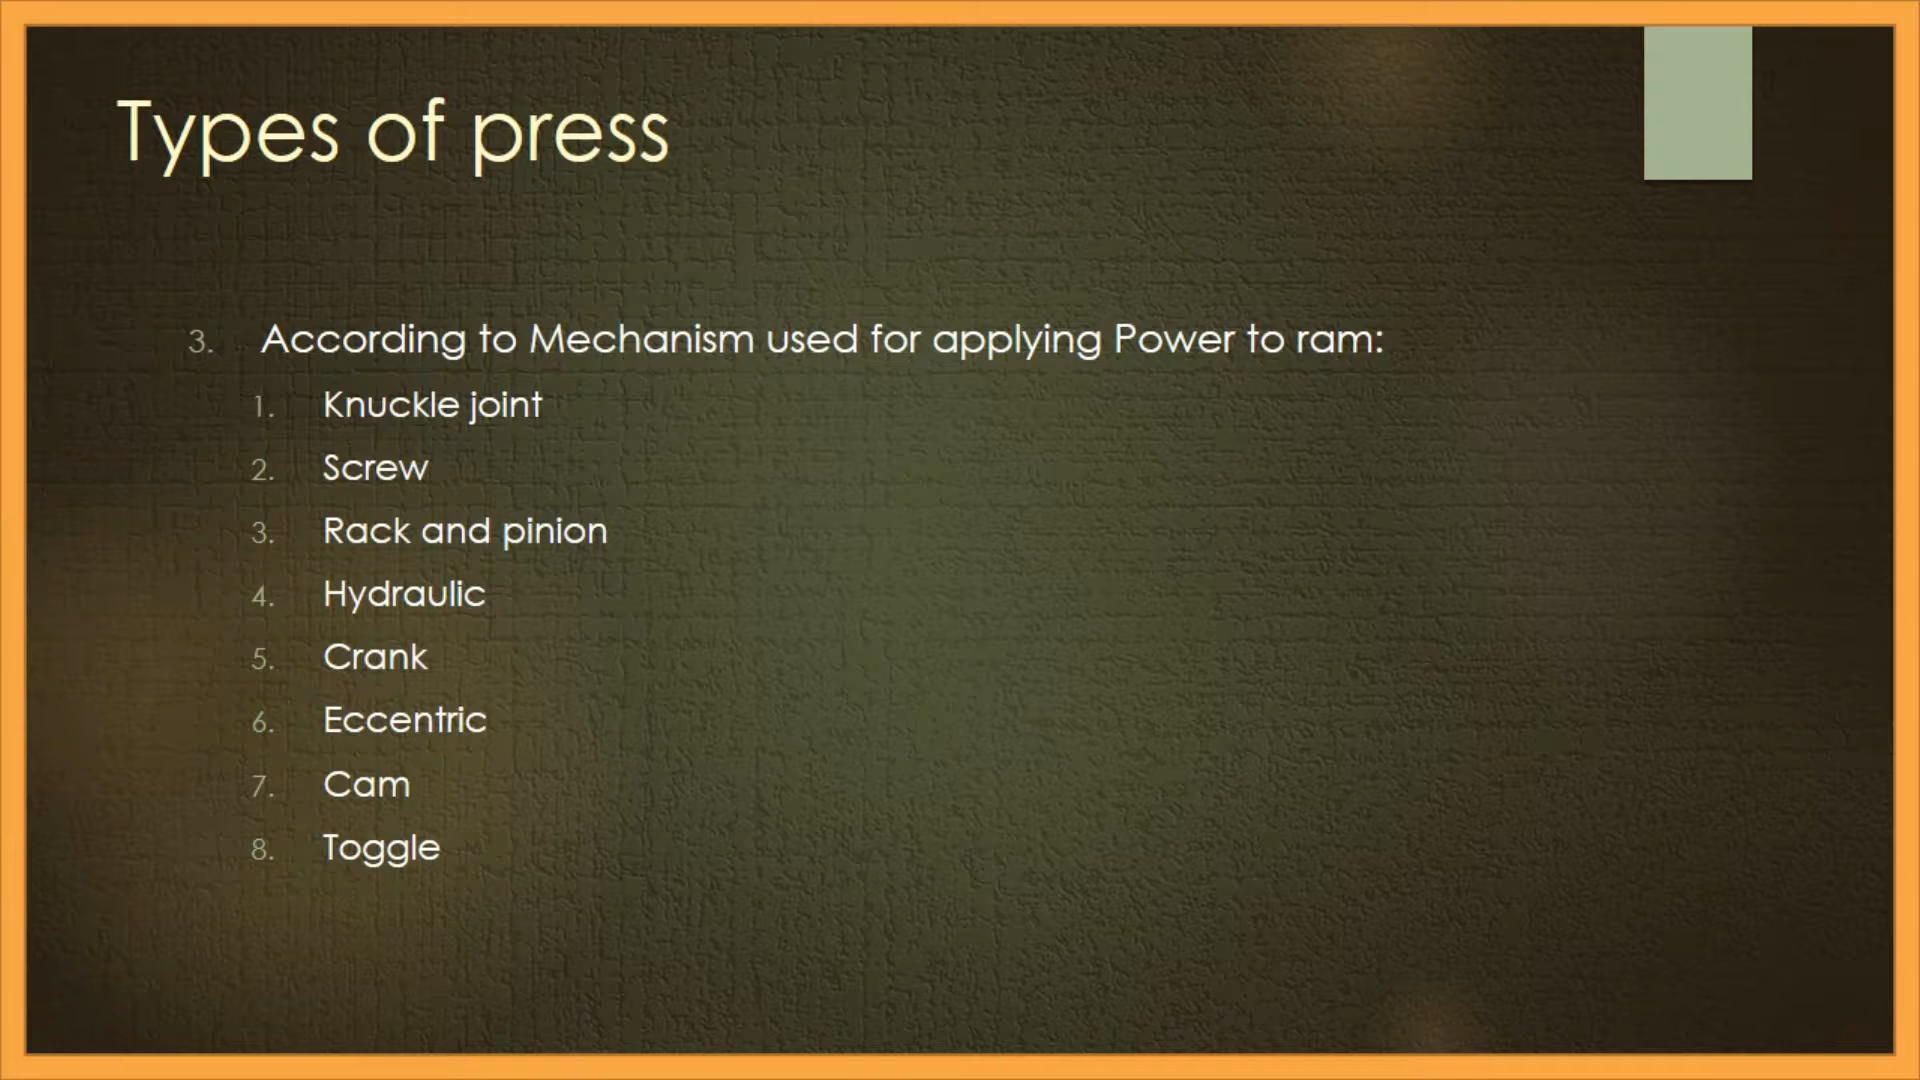 Types of press
3. According to Mechanism used for applying Power to ram:
1. Knuckle joint
2. Screw
3. Rack and pinion
4. Hydraulic
5. Crank
6. Eccentric
7. Cam
8. Toggle